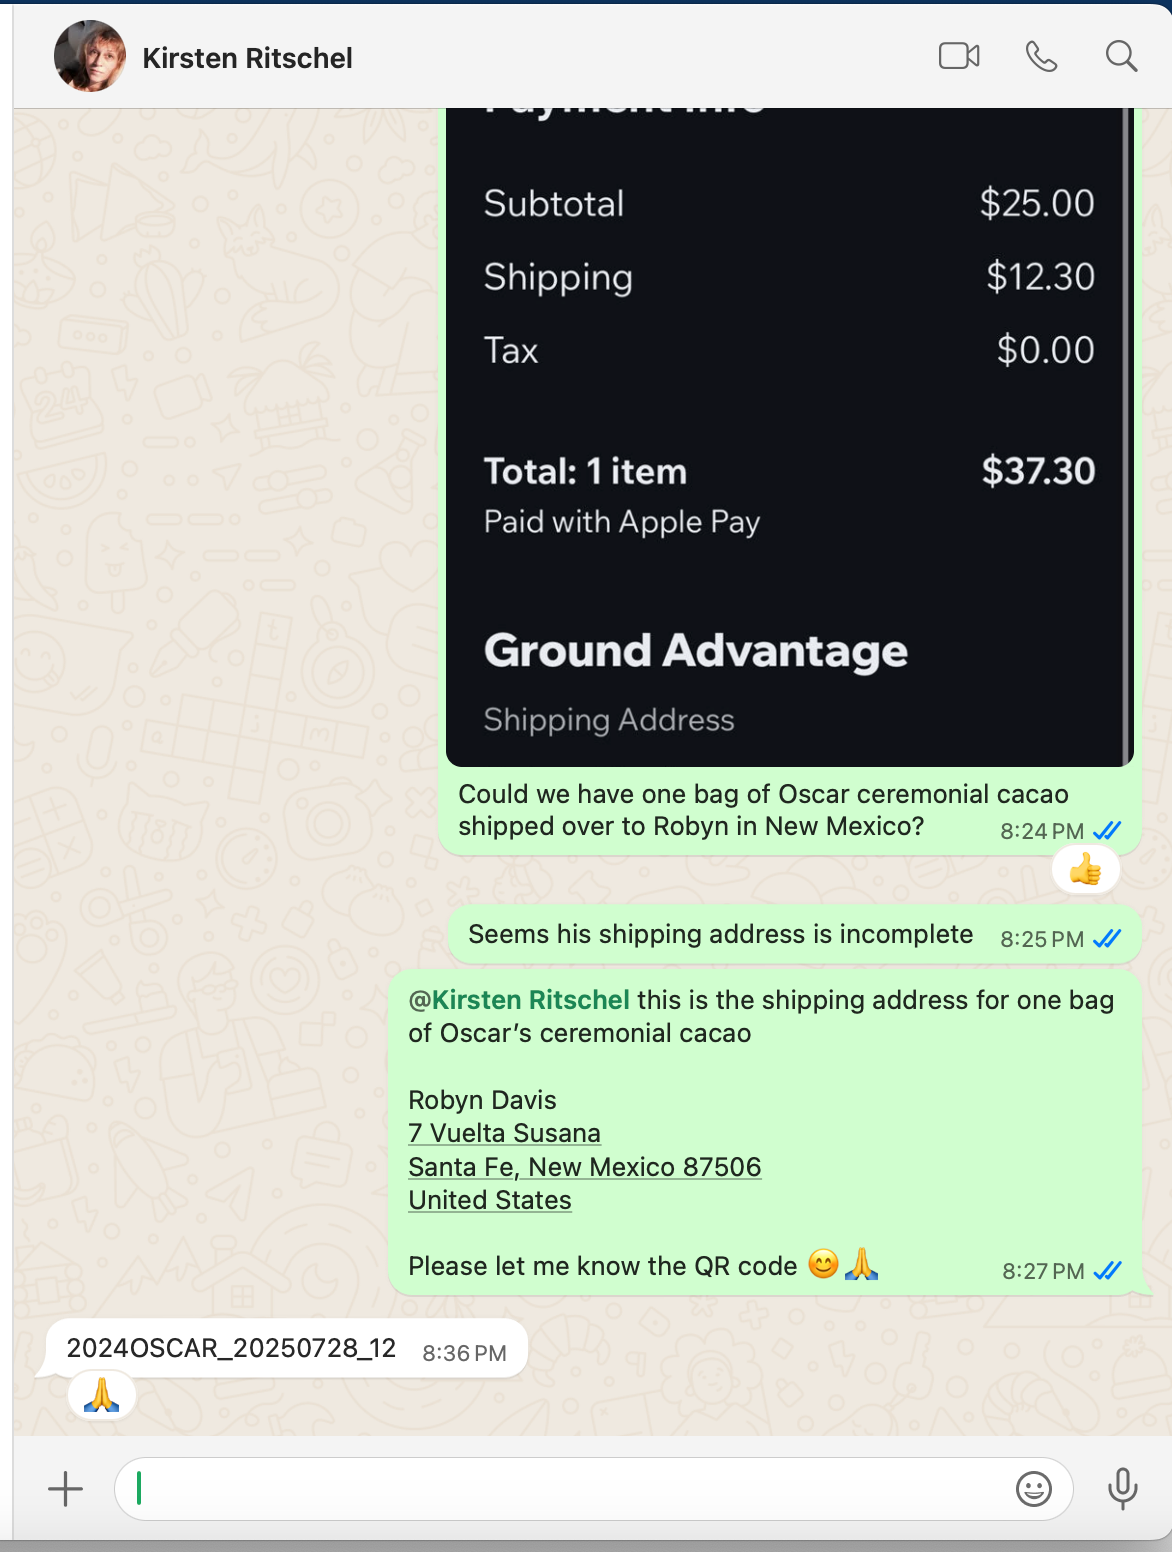 Kirsten Ritschel
Payment Info
Subtotal $25.00
Shipping $12.30
Tax $0.00
Total: 1 item $37.30
Paid with Apple Pay
Ground Advantage
Shipping Address
Could we have one bag of Oscar ceremonial cacao
shipped over to Robyn in New Mexico? 8:24 PM
👍
Seems his shipping address is incomplete 8:25 PM
@Kirsten Ritschel this is the shipping address for one bag
of Oscar’s ceremonial cacao
Robyn Davis
7 Vuelta Susana
Santa Fe, New Mexico 87506
United States
Please let me know the QR code 😊🙏 8:27 PM
2024OSCAR_20250728_12 8:36 PM
🙏